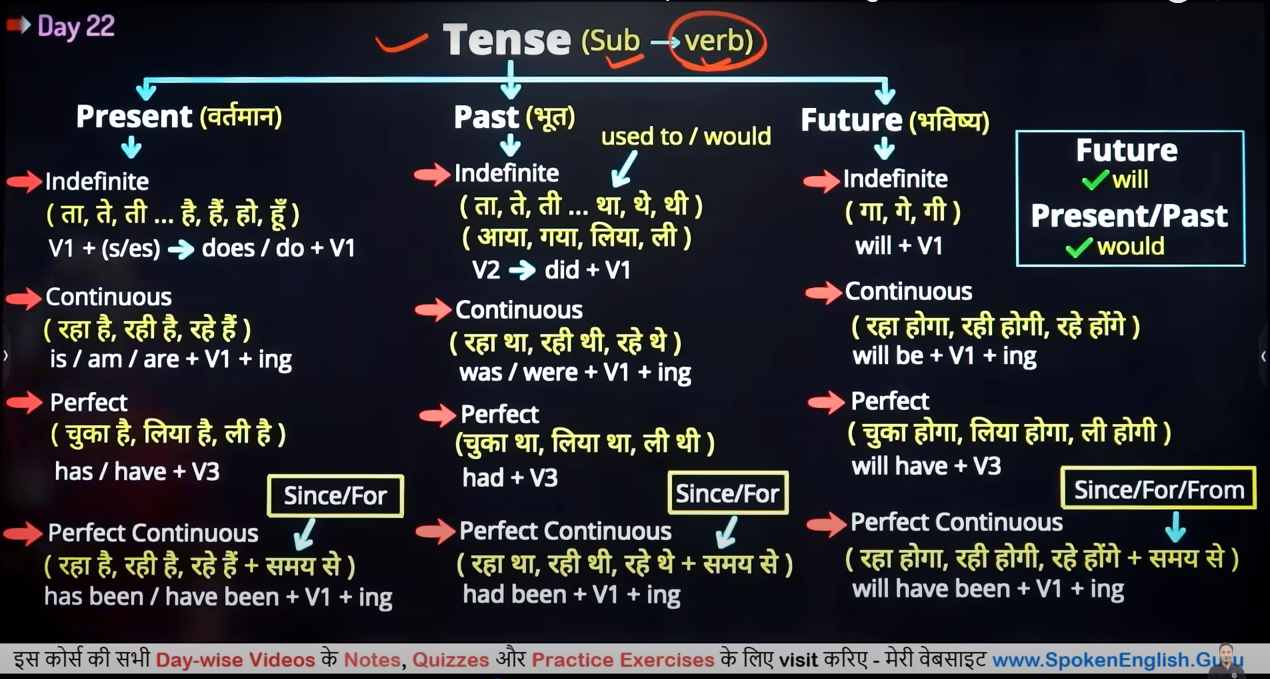 Day 22
Tense (Sub → verb)
Present (वर्तमान)
Indefinite
( ता, ते, ती ... है, हैं, हो, हूँ )
V1 + (s/es) → does / do + V1
Continuous
( रहा है, रही है, रहे हैं )
is / am / are + V1 + ing
Perfect
( चुका है, लिया है, ली है )
has / have + V3
Since/For
Perfect Continuous
( रहा है, रही है, रहे हैं + समय से )
has been / have been + V1 + ing
Past (भूत)
used to / would
Indefinite
( ता, ते, ती ... था, थे, थी )
( आया, गया, लिया, ली )
V2 → did + V1
Continuous
( रहा था, रही थी, रहे थे )
was / were + V1 + ing
Perfect
(चुका था, लिया था, ली थी )
had + V3
Since/For
Perfect Continuous
( रहा था, रही थी, रहे थे + समय से )
had been + V1 + ing
Future (भविष्य)
Indefinite
( गा, गे, गी )
will + V1
Continuous
( रहा होगा, रही होगी, रहे होंगे )
will be + V1 + ing
Perfect
( चुका होगा, लिया होगा, ली होगी )
will have + V3
Since/For/From
Perfect Continuous
( रहा होगा, रही होगी, रहे होंगे + समय से )
will have been + V1 + ing
Future
✓ will
Present/Past
✓ would
इस कोर्स की सभी Day-wise Videos के Notes, Quizzes और Practice Exercises के लिए visit करिए - मेरी वेबसाइट www.SpokenEnglish.Guru